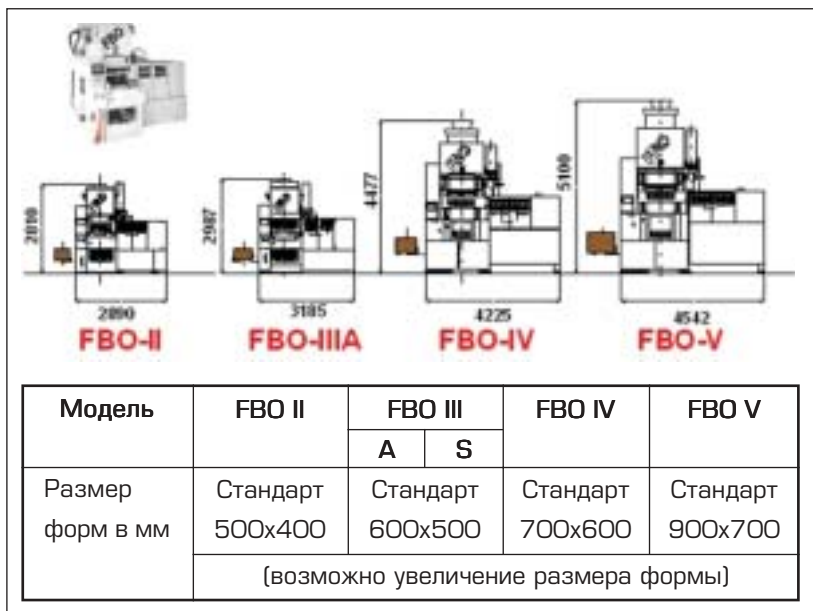 FBO
4477
5100
2987
2890
3185
4225
4542
FBO-II
FBO-IIIA
FBO-IV
FBO-V
Модель
FBO II
FBO III
FBO IV
FBO V
A
S
Размер
форм в мм
Стандарт
500x400
Стандарт
600x500
Стандарт
700x600
Стандарт
900x700
(возможно увеличение размера формы)